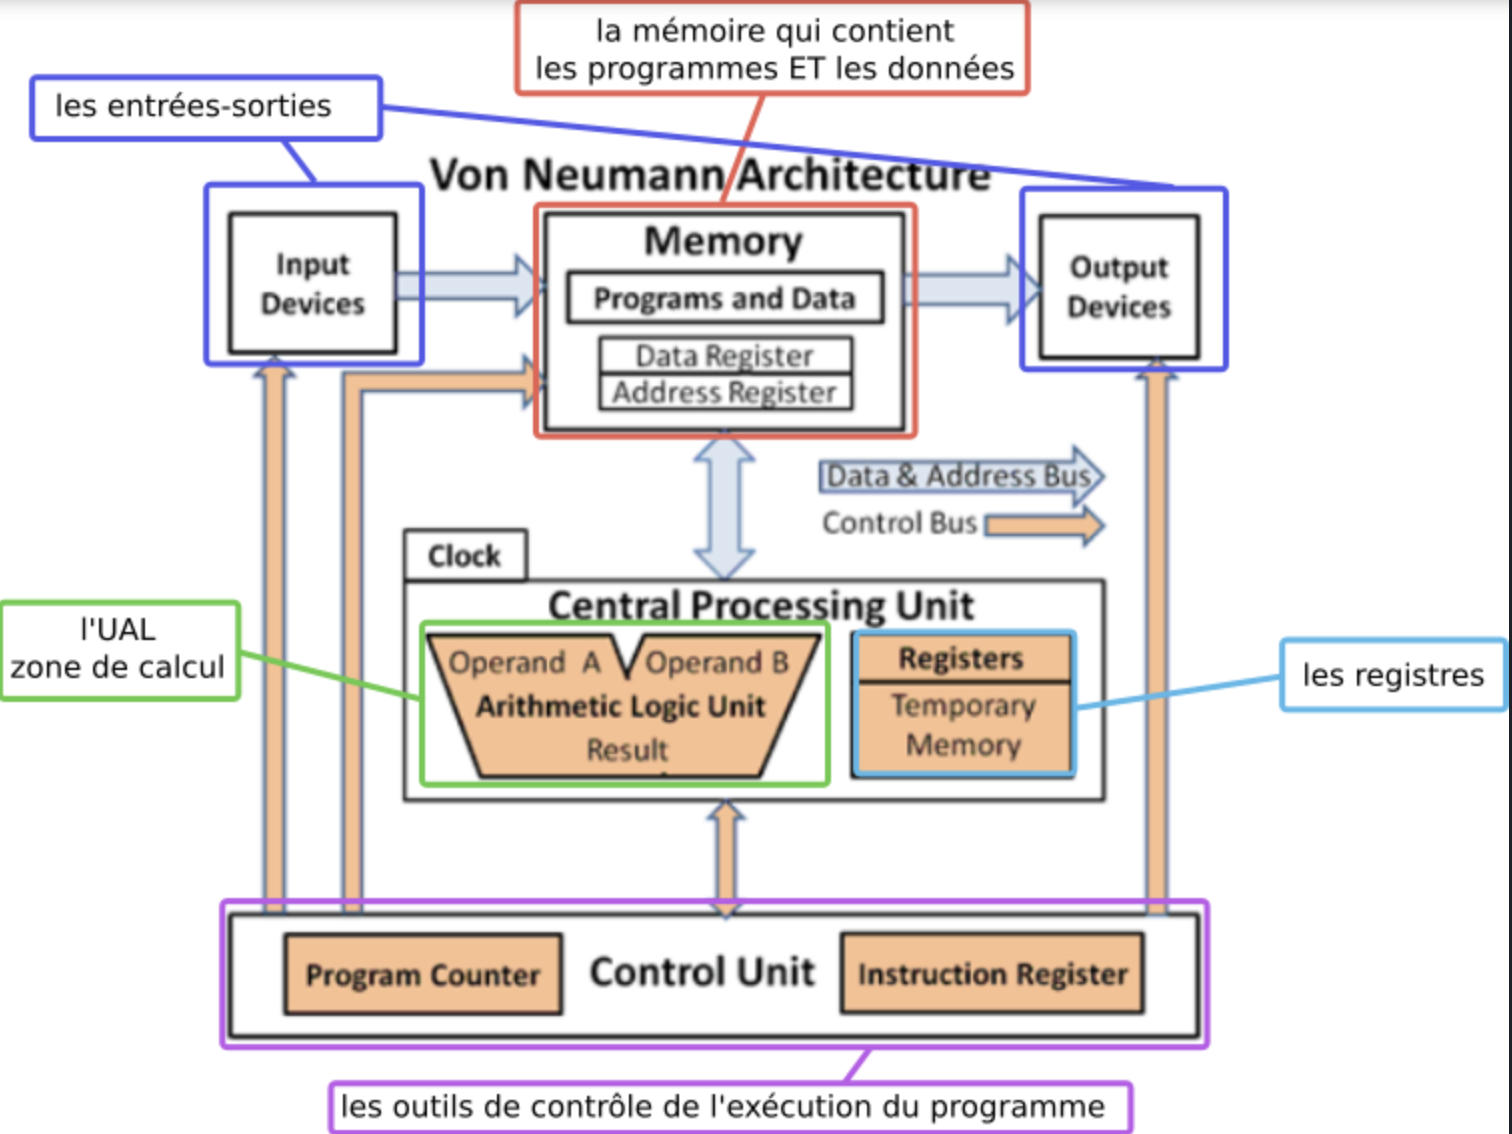 la mémoire qui contient
les programmes ET les données
les entrées-sorties
Von Neumann Architecture
Input
Devices
Memory
Programs and Data
Data Register
Address Register
Output
Devices
Data & Address Bus
Control Bus
Clock
Central Processing Unit
l'UAL
zone de calcul
Operand A
Operand B
Arithmetic Logic Unit
Result
Registers
Temporary
Memory
les registres
Program Counter
Control Unit
Instruction Register
les outils de contrôle de l'exécution du programme